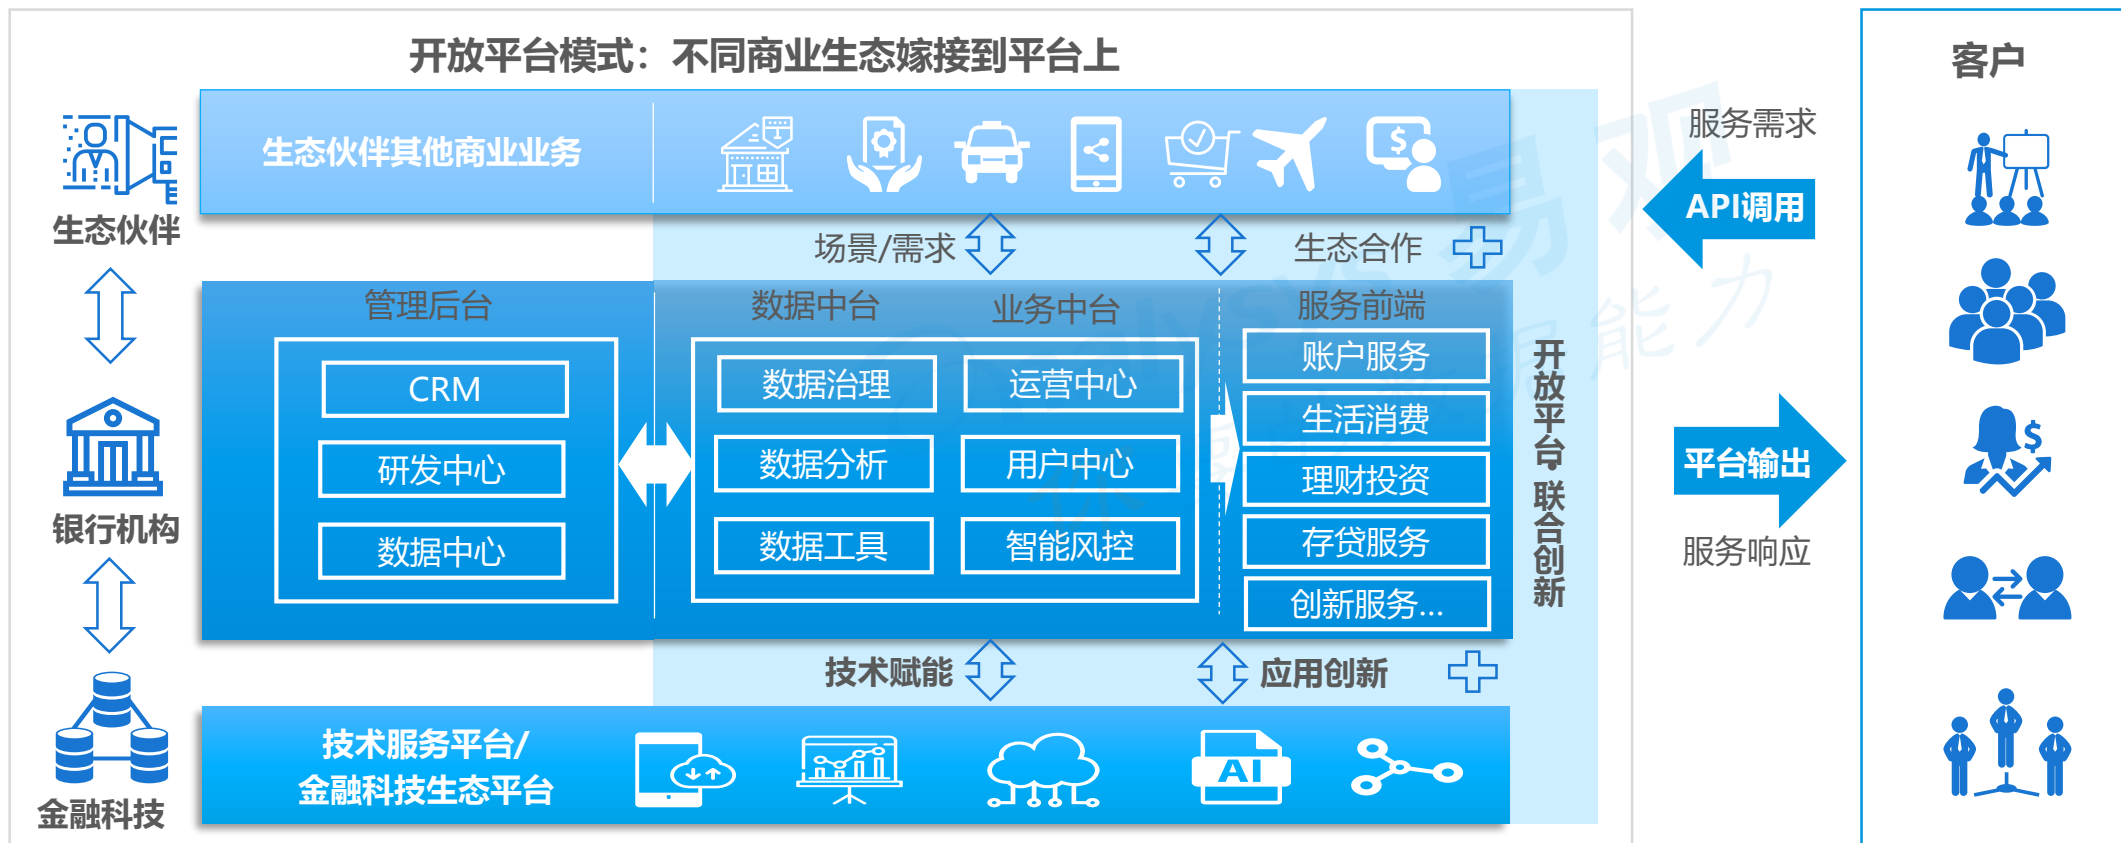 开放平台模式：不同商业生态嫁接到平台上
客户
生态伙伴
生态伙伴其他商业业务
服务需求
API调用
场景/需求
生态合作
管理后台
数据中台
业务中台
服务前端
CRM
研发中心
数据中心
数据治理
数据分析
数据工具
运营中心
用户中心
智能风控
账户服务
生活消费
理财投资
存贷服务
创新服务...
开放平台·联合创新
银行机构
平台输出
服务响应
技术赋能
应用创新
技术服务平台/
金融科技生态平台
AI
金融科技
易观